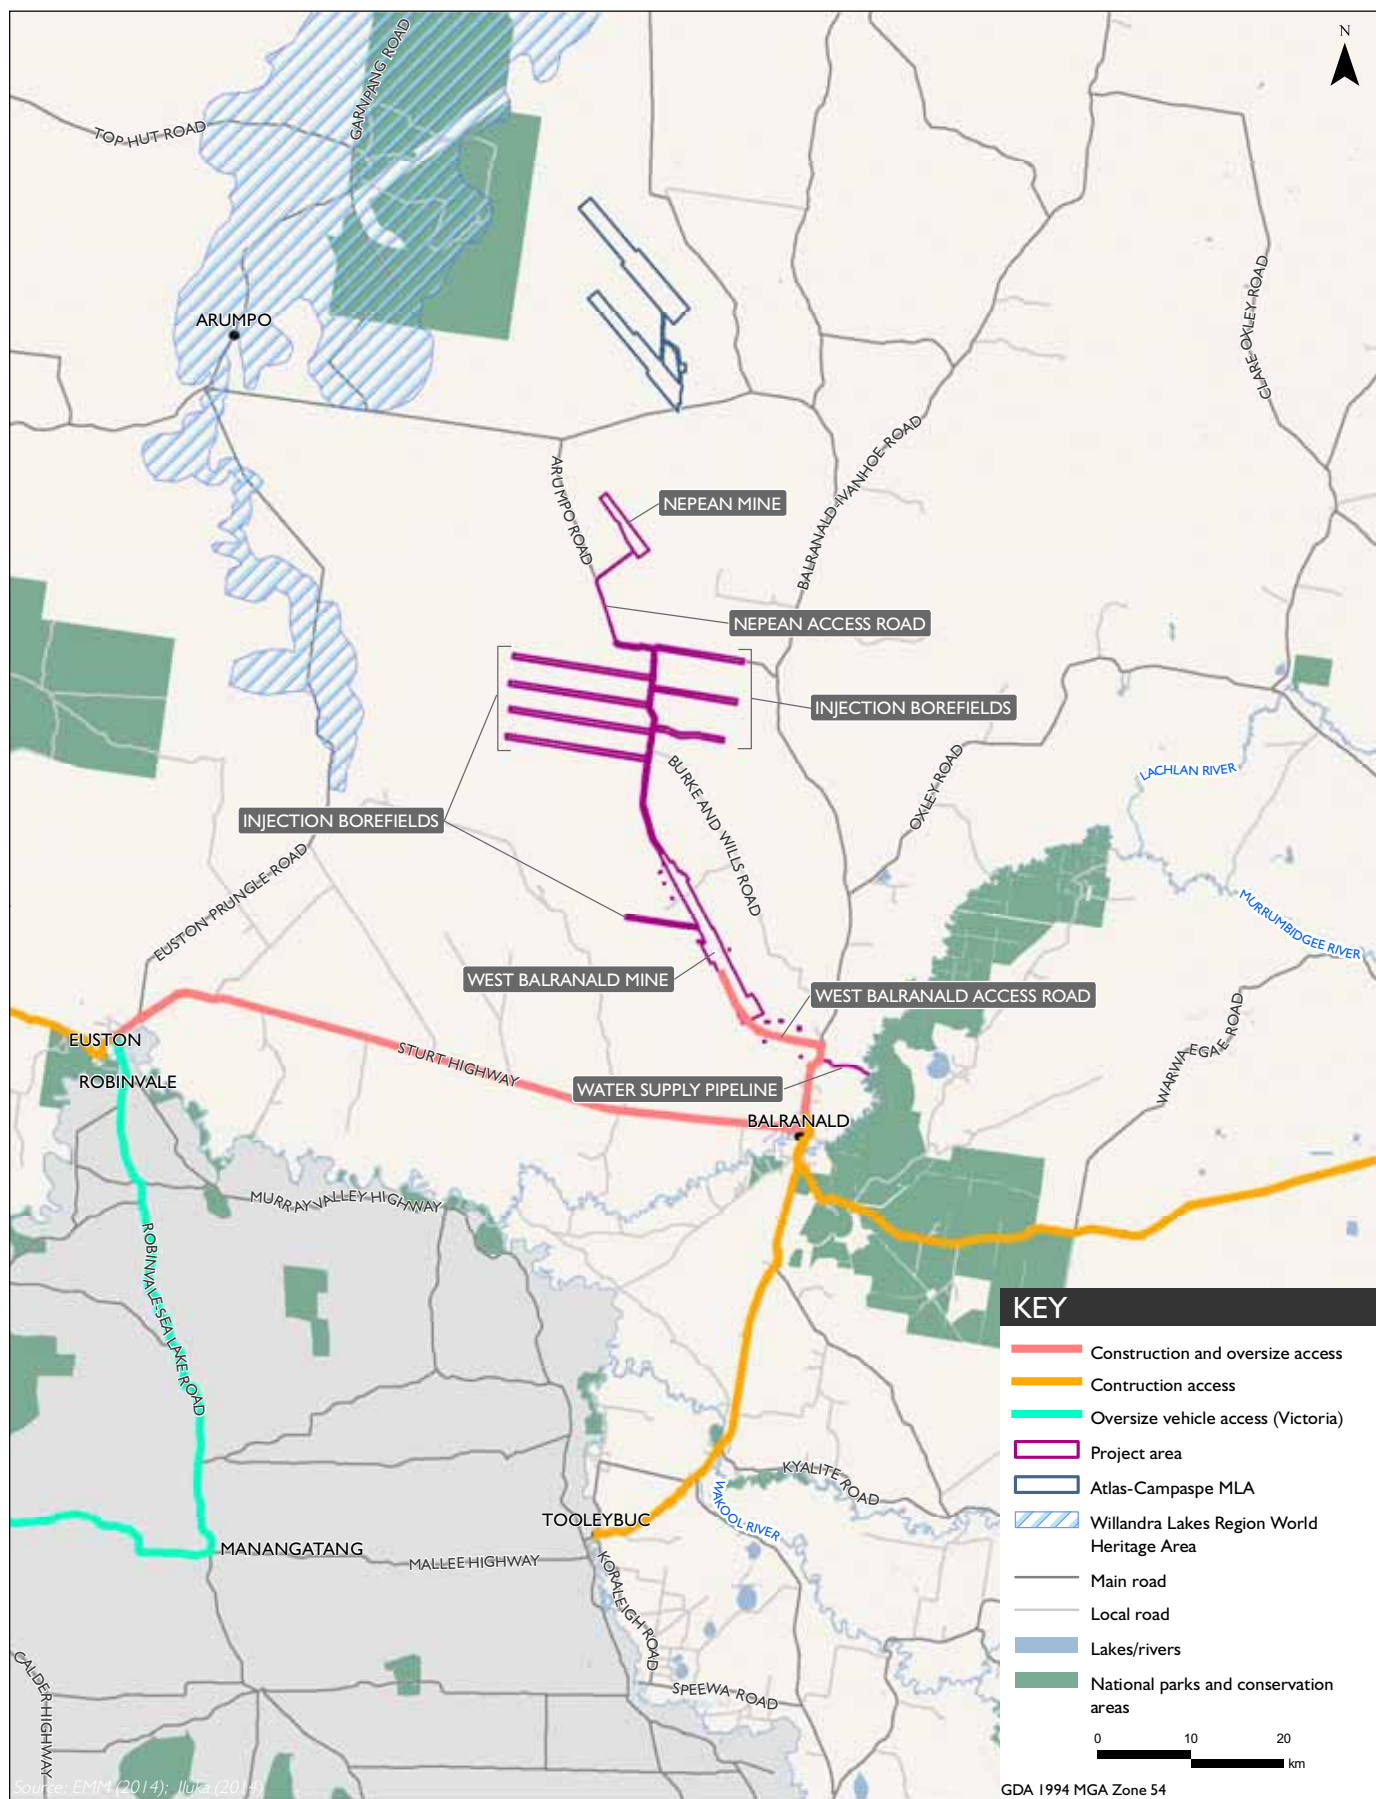 N
GARNPANG ROAD
TOP HUT ROAD
ARUMPO
CLARE-OXLEY ROAD
BALRANALD-IVANHOE ROAD
ARUMPO ROAD
NEPEAN MINE
NEPEAN ACCESS ROAD
INJECTION BOREFIELDS
OXLEY ROAD
LACHLAN RIVER
BURKE AND WILLS ROAD
INJECTION BOREFIELDS
EUSTON PRUNGLE ROAD
MURRUMBIDGEE RIVER
WEST BALRANALD MINE
WEST BALRANALD ACCESS ROAD
WARWAEGAE ROAD
EUSTON
STURT HIGHWAY
ROBINVALE
WATER SUPPLY PIPELINE
BALRANALD
MURRAY VALLEY HIGHWAY
ROBINVALE-SEA LAKE ROAD
KYALITE ROAD
WAKOOL RIVER
TOOLEYBUC
MANANGATANG
MALLEE HIGHWAY
KORALEIGH ROAD
SPEEWA ROAD
CALDER HIGHWAY
KEY
Construction and oversize access
Contruction access
Oversize vehicle access (Victoria)
Project area
Atlas-Campaspe MLA
Willandra Lakes Region World
Heritage Area
Main road
Local road
Lakes/rivers
National parks and conservation
areas
0 10 20
km
GDA 1994 MGA Zone 54
Source: EMM (2014); Iluka (2014)